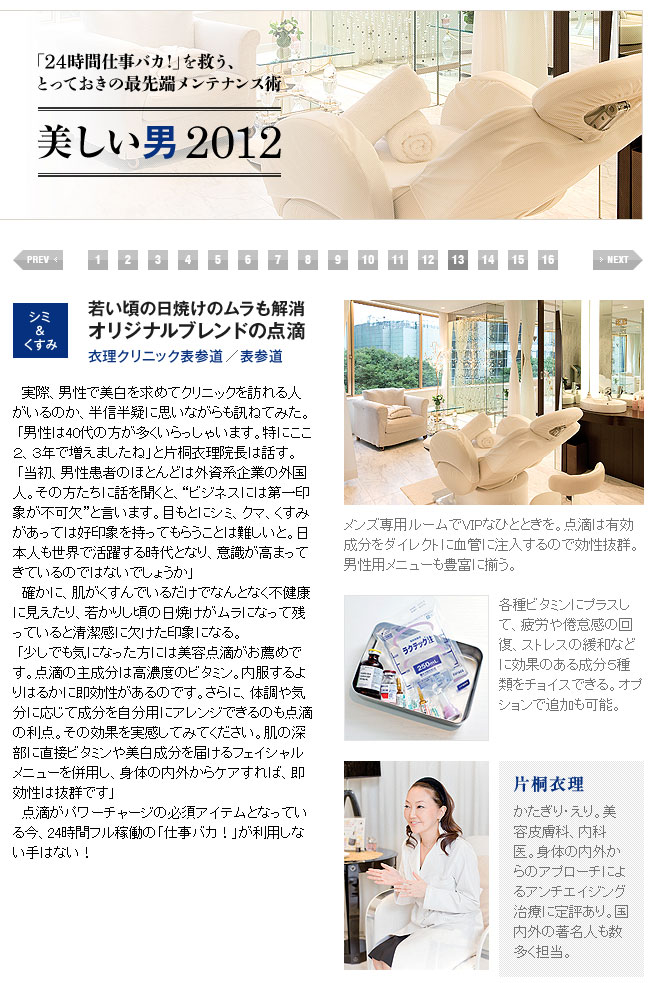 「24時間仕事バカ!」を救う、
とっておきの最先端メンテナンス術
美しい男 2012
PREV 1 2 3 4 5 6 7 8 9 10 11 12 13 14 15 16 NEXT
シミ
&
くすみ
若い頃の日焼けのムラも解消
オリジナルブレンドの点滴
衣理クリニック表参道／表参道
実際、男性で美白を求めてクリニックを訪れる人
がいるのか、半信半疑に思いながらも訊ねてみた。
「男性は40代の方が多くいらっしゃいます。特にここ
2、3年で増えましたね」と片桐衣理院長は話す。
「当初、男性患者のほとんどは外資系企業の外国
人。その方たちに話を聞くと、“ビジネスには第一印
象が不可欠”と言います。目もとにシミ、クマ、くすみ
があっては好印象を持ってもらうことは難しいと。日
本人も世界で活躍する時代となり、意識が高まって
きているのではないでしょうか」
確かに、肌がくすんでいるだけでなんとなく不健康
に見えたり、若かりし頃の日焼けがムラになって残
っていると清潔感に欠けた印象になる。
「少しでも気になった方には美容点滴がお薦めで
す。点滴の主成分は高濃度のビタミン。内服するよ
りはるかに即効性があるのです。さらに、体調や気
分に応じて成分を自分用にアレンジできるのも点滴
の利点。その効果を実感してみてください。肌の深
部に直接ビタミンや美白成分を届けるフェイシャル
メニューを併用し、身体の内外からケアすれば、即
効性は抜群です」
点滴がパワーチャージの必須アイテムとなってい
る今、24時間フル稼働の「仕事バカ！」が利用しな
い手はない！
メンズ専用ルームでVIPなひとときを。点滴は有効
成分をダイレクトに血管に注入するので効性抜群。
男性用メニューも豊富に揃う。
ラクテック注
250mL
各種ビタミンにプラスし
て、疲労や倦怠感の回
復、ストレスの緩和など
に効果のある成分5種
類をチョイスできる。オプ
ションで追加も可能。
片桐衣理
かたぎり・えり。美
容皮膚科、内科
医。身体の内外か
らのアプローチによ
るアンチエイジング
治療に定評あり。国
内外の著名人も数
多く担当。